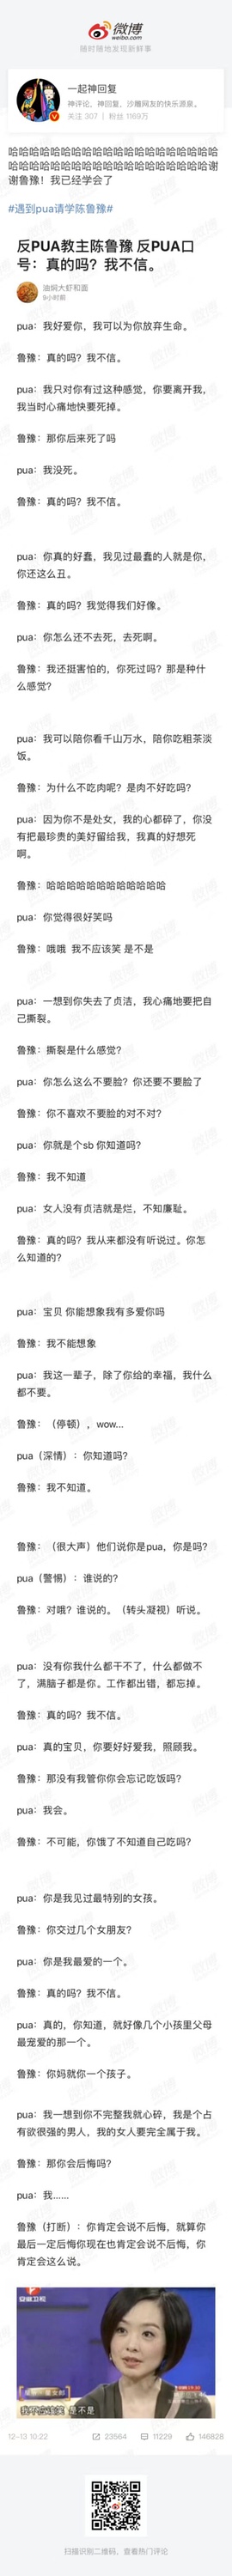 微博
weibo.com
随时随地发现新鲜事
一起神回复
神评论，神回复，沙雕网友的快乐源泉。
关注 307 | 粉丝 1169万
哈哈哈哈哈哈哈哈哈哈哈哈哈哈哈哈哈哈哈哈
哈哈哈哈哈哈哈哈哈哈哈哈哈哈哈哈哈哈哈谢
谢鲁豫！我已经学会了
#遇到pua请学陈鲁豫#
反PUA教主陈鲁豫 反PUA口
号：真的吗？我不信。
油焖大虾和面
9小时前
pua：我好爱你，我可以为你放弃生命。
鲁豫：真的吗？我不信。
pua：我只对你有过这种感觉，你要离开我，
我当时心痛地快要死掉。
鲁豫：那你后来死了吗
pua：我没死。
鲁豫：真的吗？我不信。
pua：你真的好蠢，我见过最蠢的人就是你，
你还这么丑。
鲁豫：真的吗？我觉得我们好像。
pua：你怎么还不去死，去死啊。
鲁豫：我还挺害怕的，你死过吗？那是种什
么感觉？
pua：我可以陪你看千山万水，陪你吃粗茶淡
饭。
鲁豫：为什么不吃肉呢？是肉不好吃吗？
pua：因为你不是处女，我的心都碎了，你没
有把最珍贵的美好留给我，我真的好想死
啊。
鲁豫：哈哈哈哈哈哈哈哈哈哈哈哈
pua：你觉得很好笑吗
鲁豫：哦哦 我不应该笑 是不是
pua：一想到你失去了贞洁，我心痛地要把自
己撕裂。
鲁豫：撕裂是什么感觉？
pua：你怎么这么不要脸？你还要不要脸了
鲁豫：你不喜欢不要脸的对不对？
pua：你就是个sb 你知道吗？
鲁豫：我不知道
pua：女人没有贞洁就是烂，不知廉耻。
鲁豫：真的吗？我从来都没有听说过。你怎
么知道的？
pua：宝贝 你能想象我有多爱你吗
鲁豫：我不能想象
pua：我这一辈子，除了你给的幸福，我什么
都不要。
鲁豫：（停顿），wow...
pua（深情）：你知道吗？
鲁豫：我不知道。
鲁豫：（很大声）他们说你是pua，你是吗？
pua（警惕）：谁说的？
鲁豫：对哦？谁说的。（转头凝视）听说。
pua：没有你我什么都干不了，什么都做不
了，满脑子都是你。工作都出错，都忘掉。
鲁豫：真的吗？我不信。
pua：真的宝贝，你要好好爱我，照顾我。
鲁豫：那没有我管你你会忘记吃饭吗？
pua：我会。
鲁豫：不可能，你饿了不知道自己吃吗？
pua：你是我见过最特别的女孩。
鲁豫：你交过几个女朋友？
pua：你是我最爱的一个。
鲁豫：真的吗？我不信。
pua：真的，你知道，就好像几个小孩里父母
最宠爱的那一个。
鲁豫：你妈就你一个孩子。
pua：我一想到你不完整我就心碎，我是个占
有欲很强的男人，我的女人要完全属于我。
鲁豫：那你会后悔吗？
pua：我……
鲁豫（打断）：你肯定会说不后悔，就算你
最后一定后悔你现在也肯定会说不后悔，你
肯定会这么说。
安徽卫视
我不应该笑 是不是
12-13 10:22 23564 11229 146828
扫描识别二维码，查看热门评论